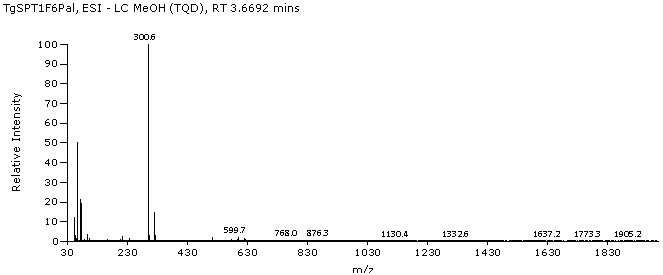 TgSPT1F6Pal, ESI - LC MeOH (TQD), RT 3.6692 mins
300.6
100
90
80
70
60
50
40
30
20
10
0
Relative Intensity
599.7 768.0 876.3 1130.4 1332.6 1637.2 1773.3 1905.2
30 230 430 630 830 1030 1230 1430 1630 1830
m/z